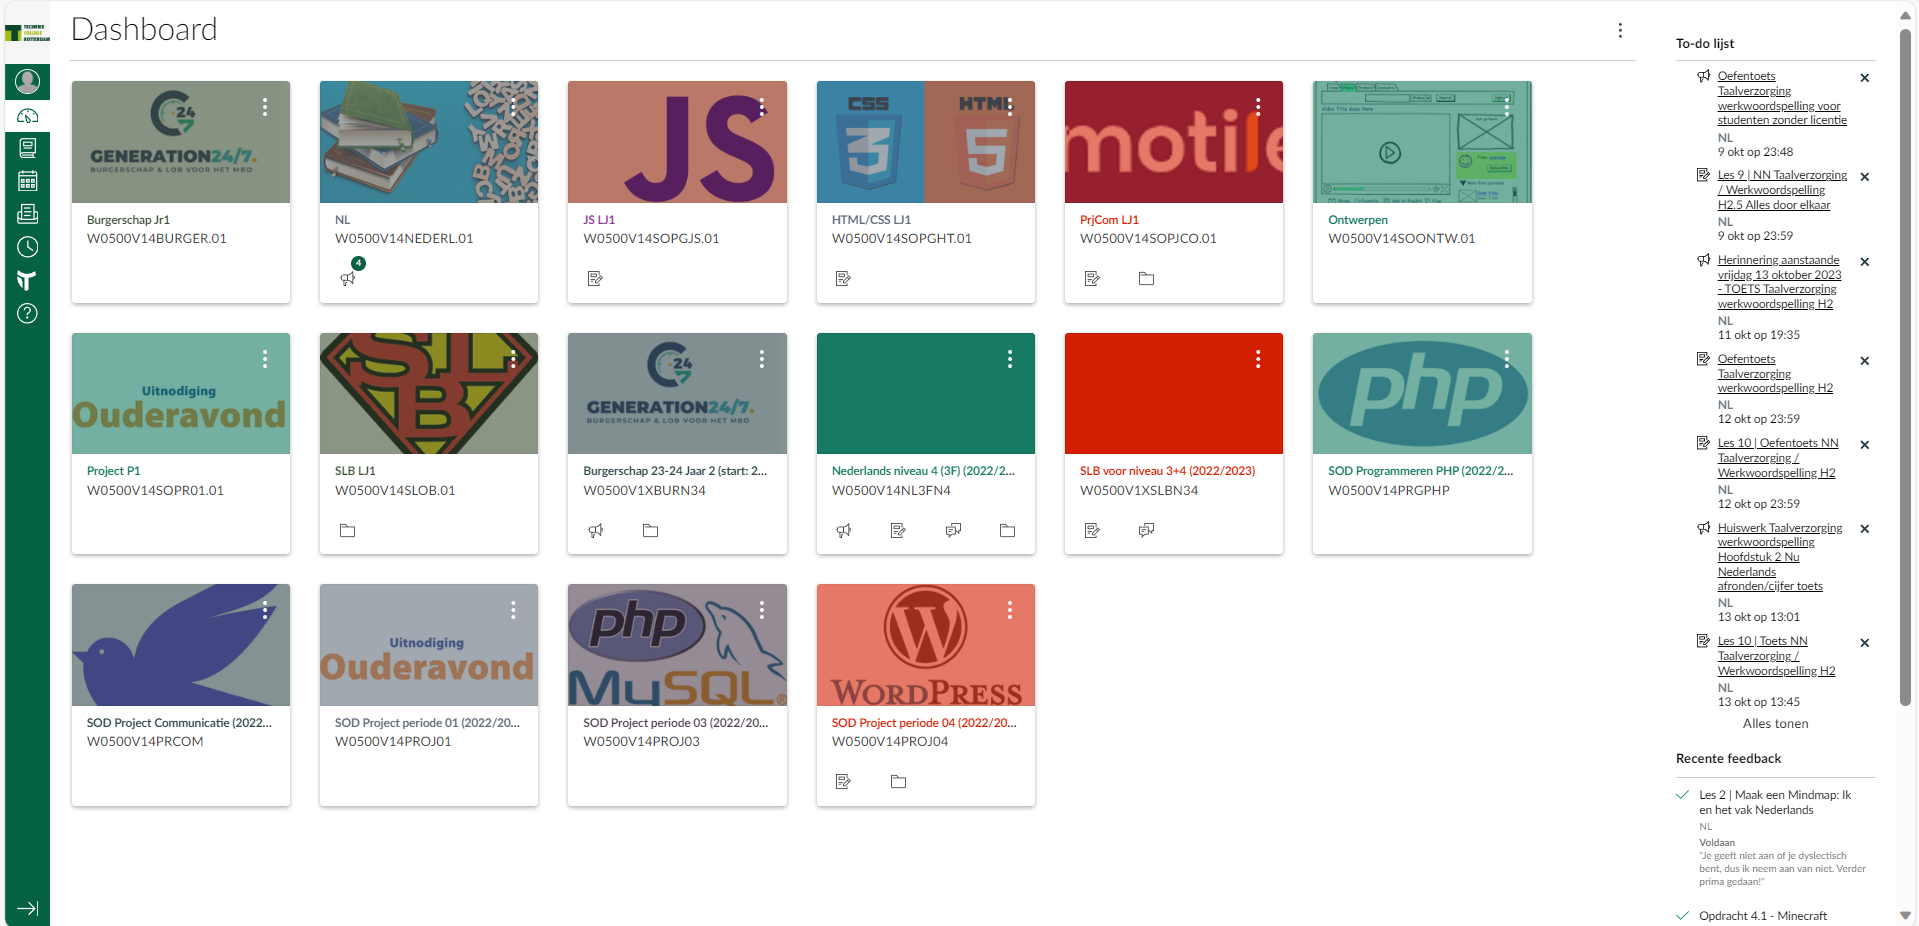 TECHNIEK
COLLEGE
ROTTERDAM
Dashboard
24
7
GENERATION24/7.
BURGERSCHAP & LOB VOOR HET MBO
Burgerschap Jr1
W0500V14BURGER.01
NL
W0500V14NEDERL.01
4
JS
JS LJ1
W0500V14SOPGJS.01
CSS
3
HTML
5
HTML/CSS LJ1
W0500V14SOPGHT.01
motile
PrjCom LJ1
W0500V14SOPJCO.01
Ontwerpen
W0500V14SOONTW.01
Uitnodiging
Ouderavond
Project P1
W0500V14SOPR01.01
SLB
SLB LJ1
W0500V14SLOB.01
24
7
GENERATION24/7.
BURGERSCHAP & LOB VOOR HET MBO
Burgerschap 23-24 Jaar 2 (start: 2...
W0500V1XBURN34
Nederlands niveau 4 (3F) (2022/2...
W0500V14NL3FN4
SLB voor niveau 3+4 (2022/2023)
W0500V1XSLBN34
php
SOD Programmeren PHP (2022/2...
W0500V14PRGPHP
SOD Project Communicatie (2022...
W0500V14PRCOM
Uitnodiging
Ouderavond
SOD Project periode 01 (2022/20...
W0500V14PROJ01
php
MySQL®
SOD Project periode 03 (2022/20...
W0500V14PROJ03
W
WORDPRESS
SOD Project periode 04 (2022/20...
W0500V14PROJ04
To-do lijst
Oefentoets
Taalverzorging
werkwoordspelling voor
studenten zonder licentie
NL
9 okt op 23:48
Les 9 | NN Taalverzorging
/ Werkwoordspelling
H2.5 Alles door elkaar
NL
9 okt op 23:59
Herinnering aanstaande
vrijdag 13 oktober 2023
- TOETS Taalverzorging
werkwoordspelling H2
NL
11 okt op 19:35
Oefentoets
Taalverzorging
werkwoordspelling H2
NL
12 okt op 23:59
Les 10 | Oefentoets NN
Taalverzorging /
Werkwoordspelling H2
NL
12 okt op 23:59
Huiswerk Taalverzorging
werkwoordspelling
Hoofdstuk 2 Nu
Nederlands
afronden/cijfer toets
NL
13 okt op 13:01
Les 10 | Toets NN
Taalverzorging /
Werkwoordspelling H2
NL
13 okt op 13:45
Alles tonen
Recente feedback
Les 2 | Maak een Mindmap: Ik
en het vak Nederlands
NL
Voldaan
"Je geeft niet aan of je dyslectisch
bent, dus ik neem aan van niet. Verder
prima gedaan!"
Opdracht 4.1 - Minecraft